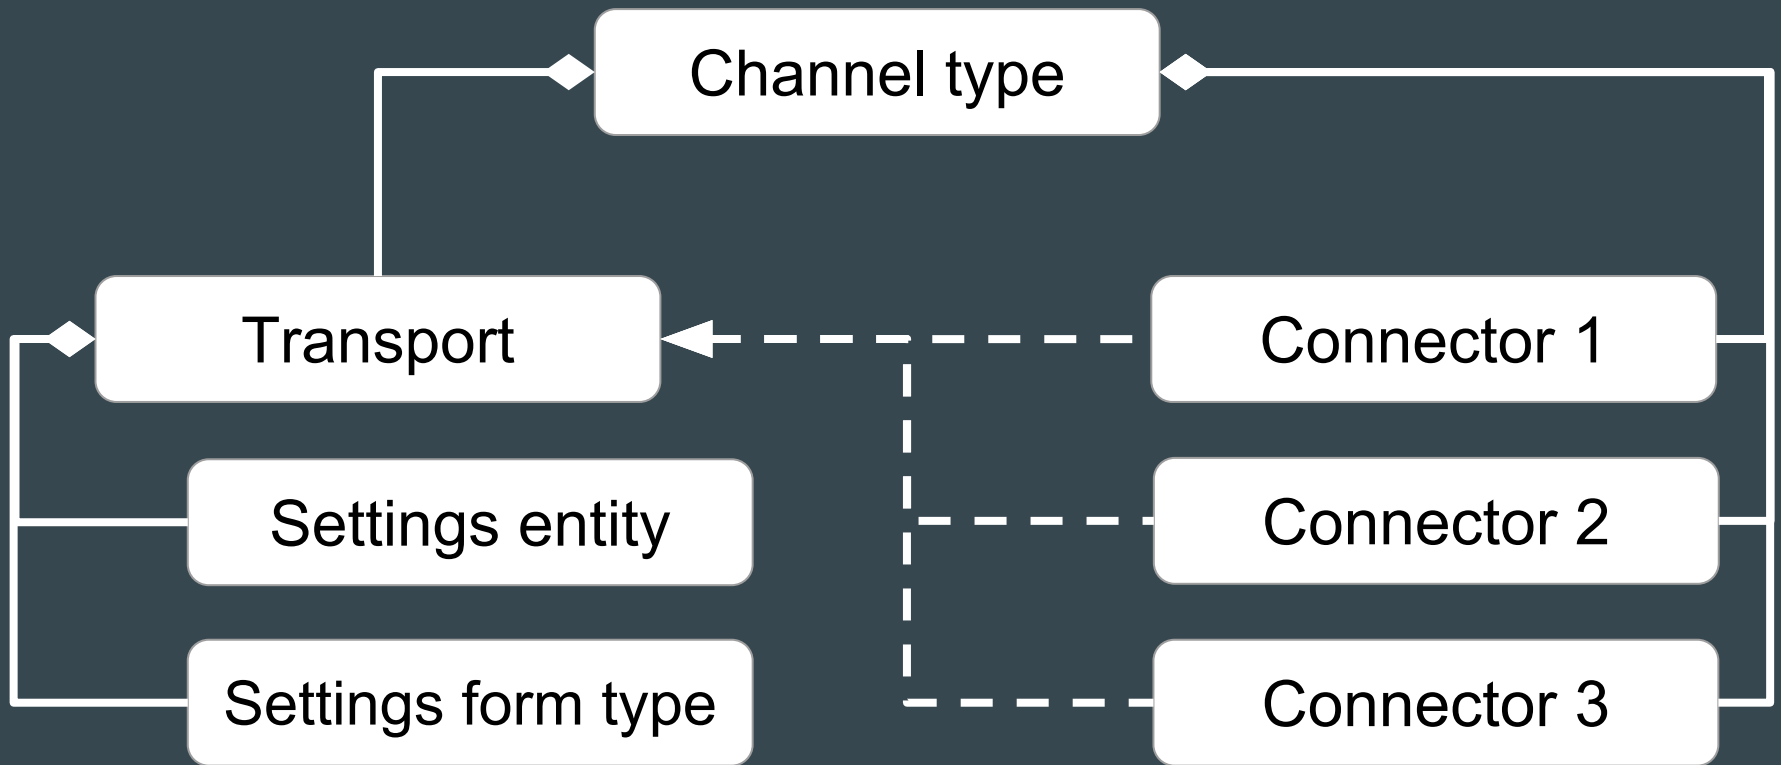 Channel type
Transport
Connector 1
Settings entity
Connector 2
Settings form type
Connector 3